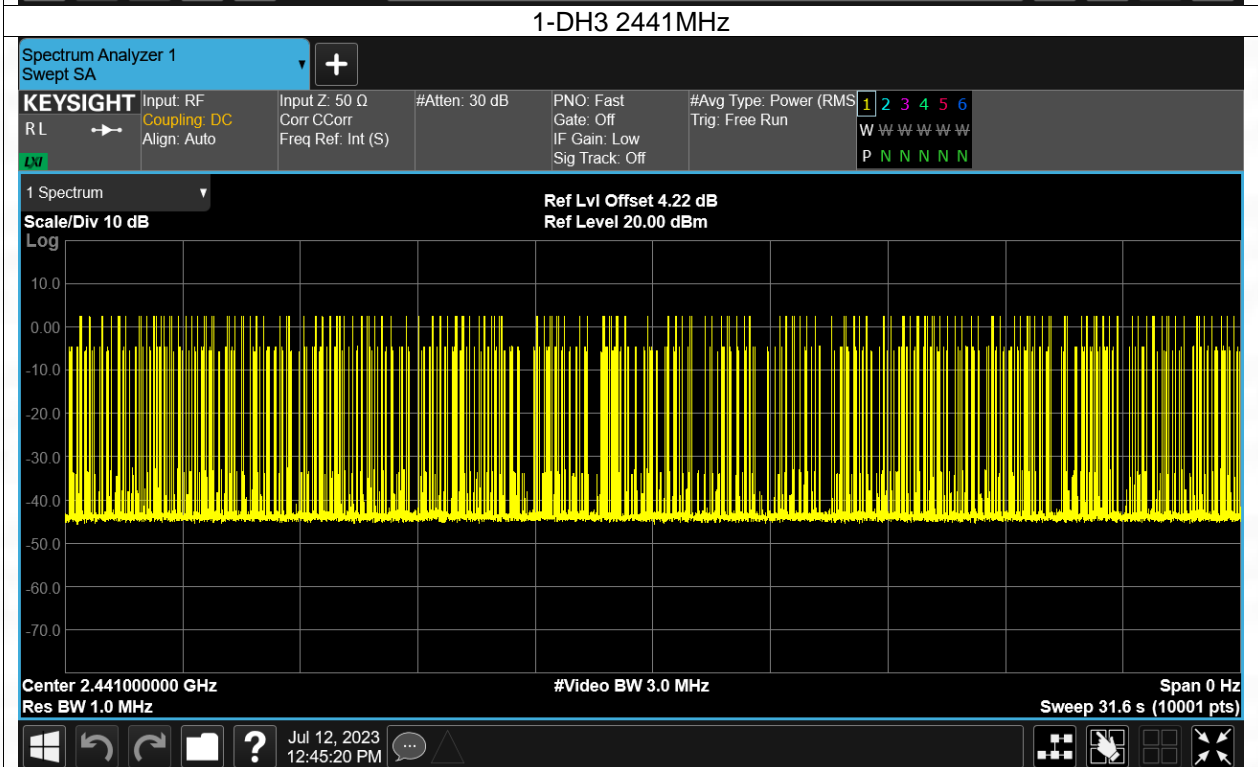 1-DH3 2441MHz
Spectrum Analyzer 1
Swept SA
KEYSIGHT
R L
LXI
Input: RF
Coupling: DC
Align: Auto
Input Z: 50 Ω
Corr CCorr
Freq Ref: Int (S)
#Atten: 30 dB
PNO: Fast
Gate: Off
IF Gain: Low
Sig Track: Off
#Avg Type: Power (RMS
Trig: Free Run
1 2 3 4 5 6
W W W W W W
P N N N N N
1 Spectrum
Scale/Div 10 dB
Log
Ref Lvl Offset 4.22 dB
Ref Level 20.00 dBm
10.0
0.00
-10.0
-20.0
-30.0
-40.0
-50.0
-60.0
-70.0
Center 2.441000000 GHz
Res BW 1.0 MHz
#Video BW 3.0 MHz
Span 0 Hz
Sweep 31.6 s (10001 pts)
?
Jul 12, 2023
12:45:20 PM